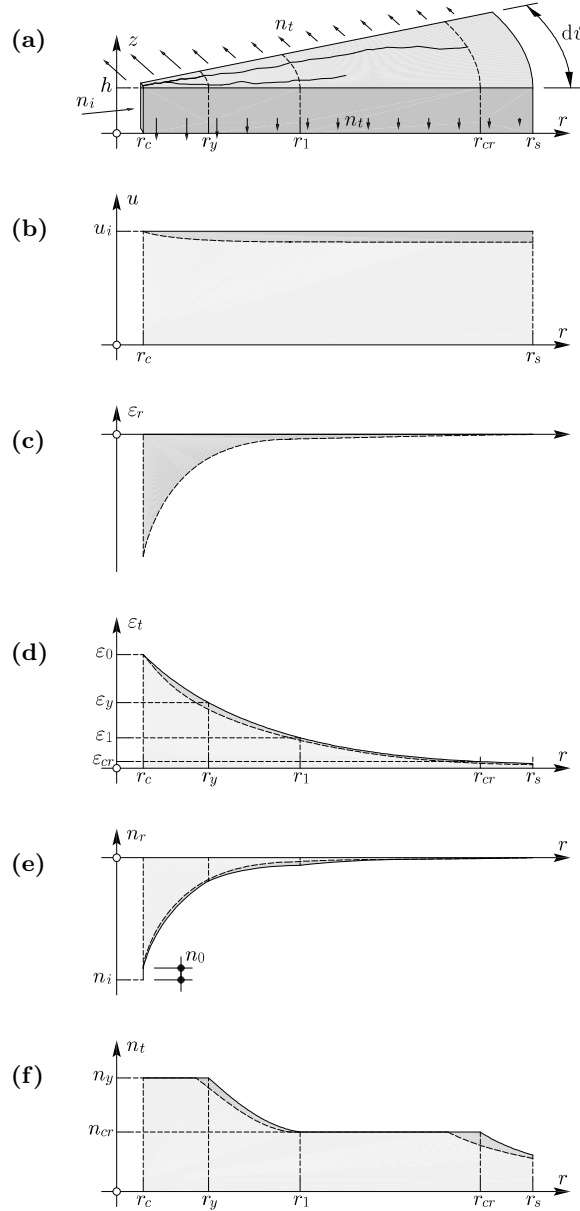 (a)
z
n_t
dϑ
h
n_i
n_t
r
r_c
r_y
r_1
r_cr
r_s
(b)
u
u_i
r
r_c
r_s
(c)
ε_r
(d)
ε_t
ε_0
ε_y
ε_1
ε_cr
r
r_c
r_y
r_1
r_cr
r_s
(e)
n_r
r
n_0
n_i
(f)
n_t
n_y
n_cr
r
r_c
r_y
r_1
r_cr
r_s